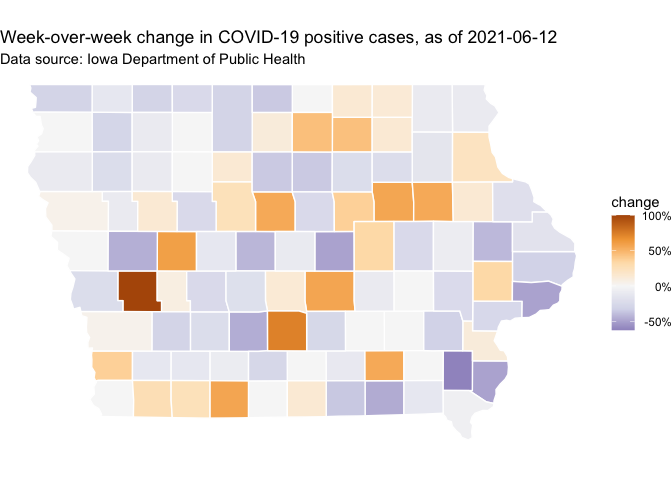 Week-over-week change in COVID-19 positive cases, as of 2021-06-12
Data source: Iowa Department of Public Health
change
100%
50%
0%
-50%